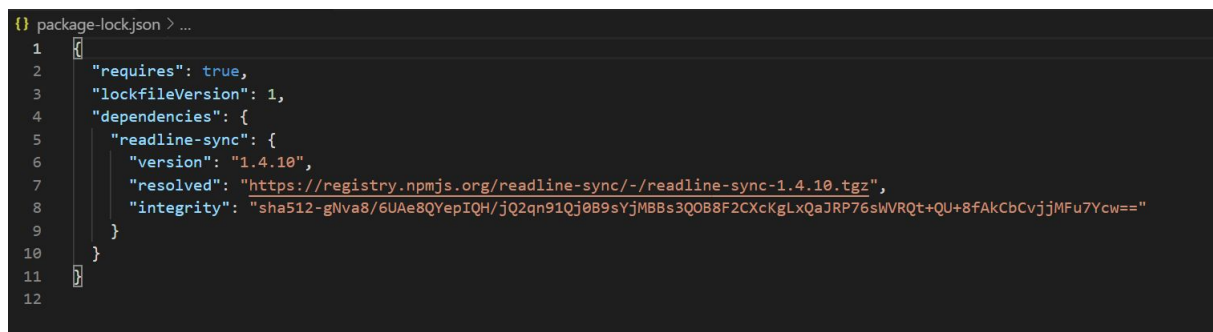 {} package-lock.json > ...
1 {
2 "requires": true,
3 "lockfileVersion": 1,
4 "dependencies": {
5 "readline-sync": {
6 "version": "1.4.10",
7 "resolved": "https://registry.npmjs.org/readline-sync/-/readline-sync-1.4.10.tgz",
8 "integrity": "sha512-gNva8/6UAe8QYepIQH/jQ2qn91Qj0B9sYjMBBs3QOB8F2CXcKgLxQaJRP76sWVRQt+QU+8fAkCbCvjjMFu7Ycw=="
9 }
10 }
11 }
12